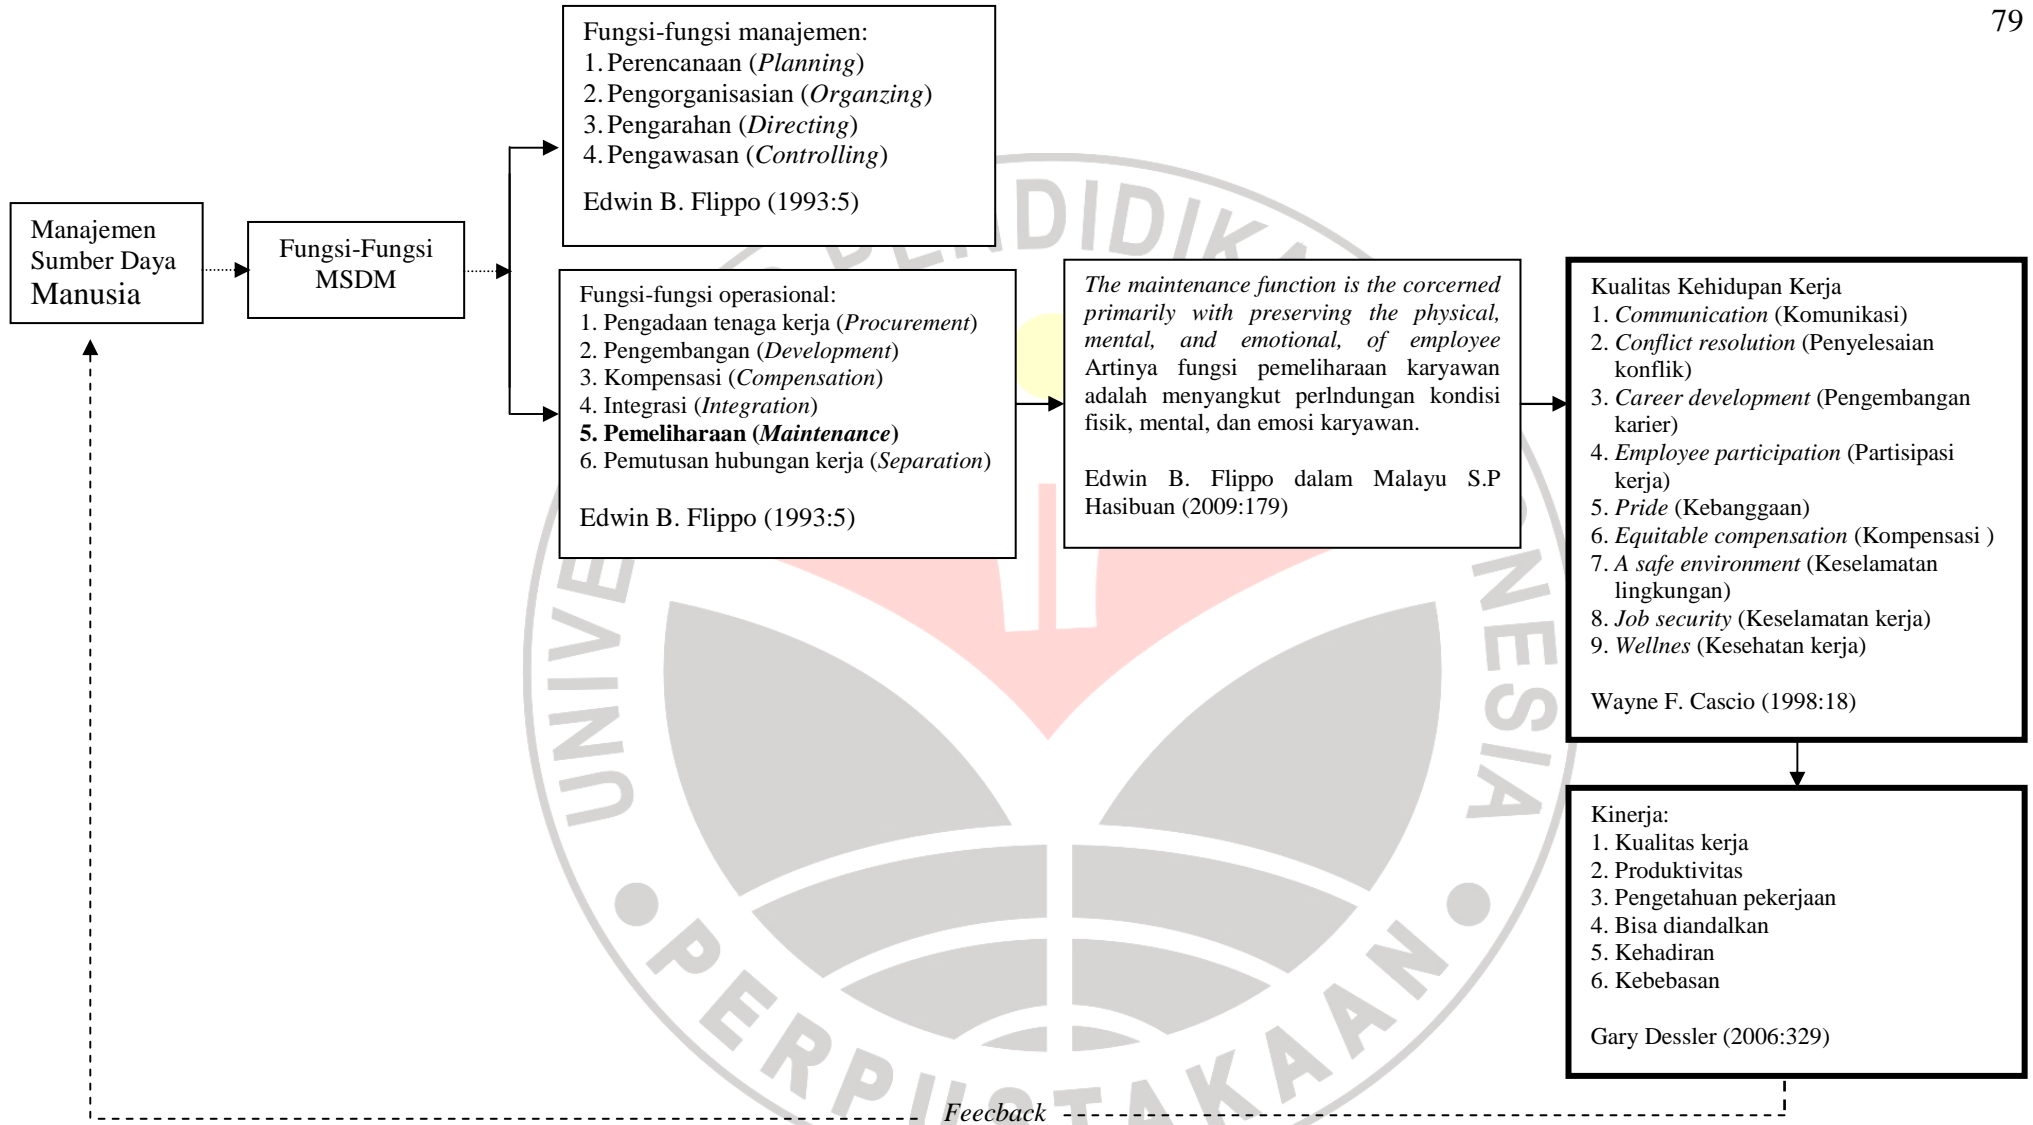 79
Fungsi-fungsi manajemen:
1. Perencanaan (Planning)
2. Pengorganisasian (Organzing)
3. Pengarahan (Directing)
4. Pengawasan (Controlling)
Edwin B. Flippo (1993:5)
Manajemen
Sumber Daya
Manusia
Fungsi-Fungsi
MSDM
Fungsi-fungsi operasional:
1. Pengadaan tenaga kerja (Procurement)
2. Pengembangan (Development)
3. Kompensasi (Compensation)
4. Integrasi (Integration)
5. Pemeliharaan (Maintenance)
6. Pemutusan hubungan kerja (Separation)
Edwin B. Flippo (1993:5)
The maintenance function is the corcerned
primarily with preserving the physical,
mental, and emotional, of employee
Artinya fungsi pemeliharaan karyawan
adalah menyangkut perlndungan kondisi
fisik, mental, dan emosi karyawan.
Edwin B. Flippo dalam Malayu S.P
Hasibuan (2009:179)
Kualitas Kehidupan Kerja
1. Communication (Komunikasi)
2. Conflict resolution (Penyelesaian
konflik)
3. Career development (Pengembangan
karier)
4. Employee participation (Partisipasi
kerja)
5. Pride (Kebanggaan)
6. Equitable compensation (Kompensasi )
7. A safe environment (Keselamatan
lingkungan)
8. Job security (Keselamatan kerja)
9. Wellnes (Kesehatan kerja)
Wayne F. Cascio (1998:18)
Kinerja:
1. Kualitas kerja
2. Produktivitas
3. Pengetahuan pekerjaan
4. Bisa diandalkan
5. Kehadiran
6. Kebebasan
Gary Dessler (2006:329)
Feecback
PERPUSTAKAAN